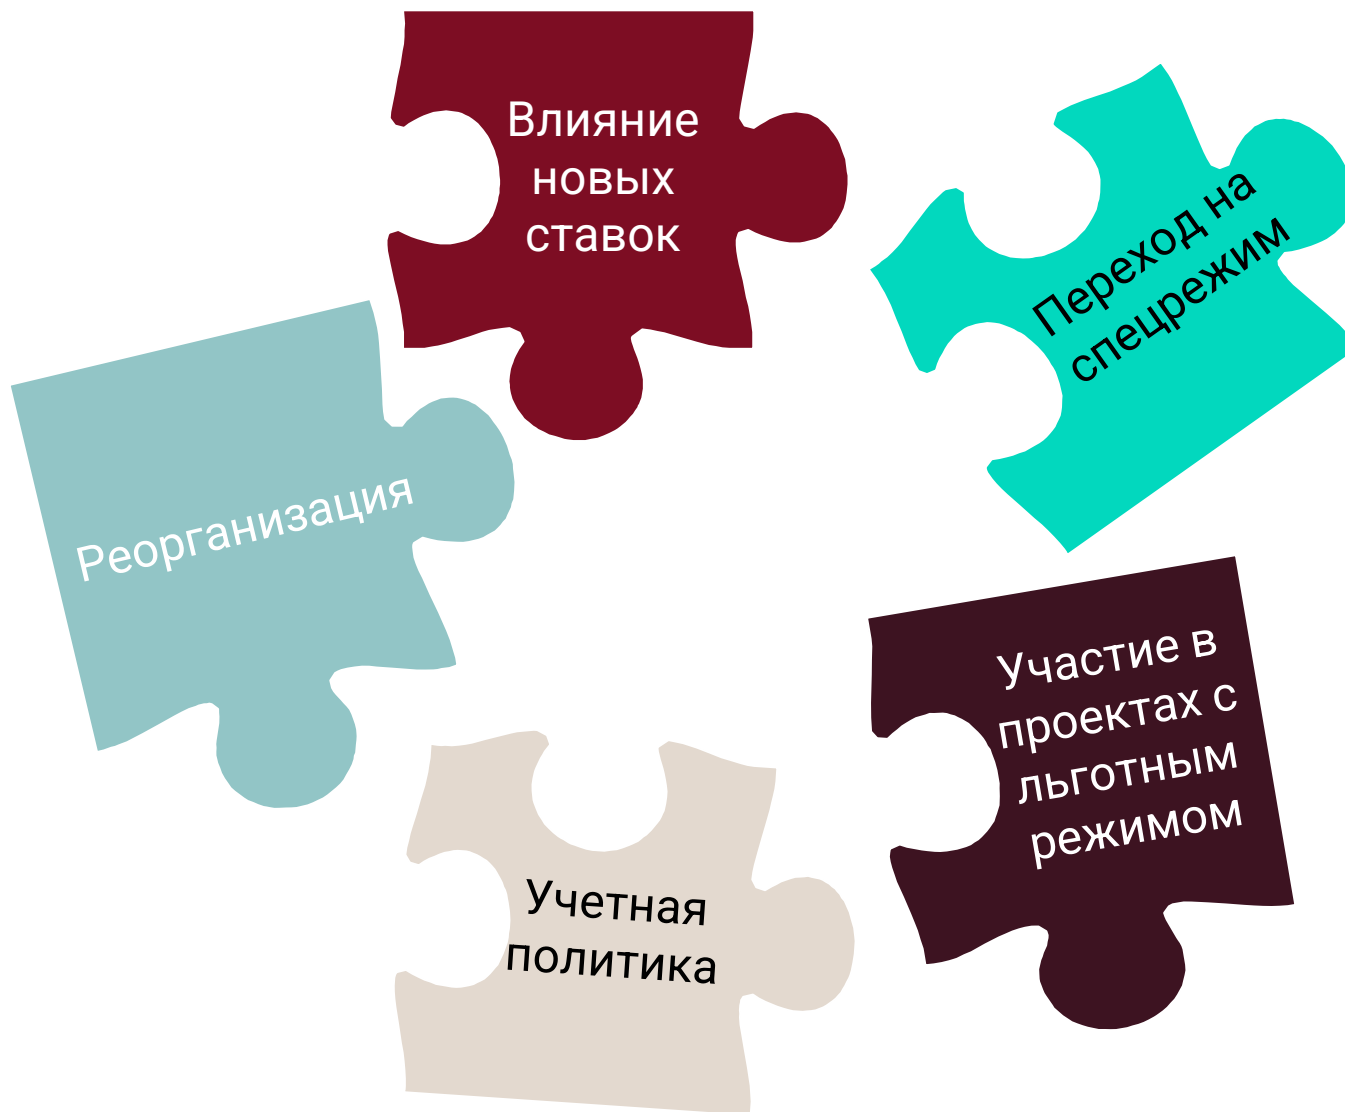 Влияние
новых
ставок
Переход на
спецрежим
Реорганизация
Участие в
проектах с
льготным
режимом
Учетная
политика